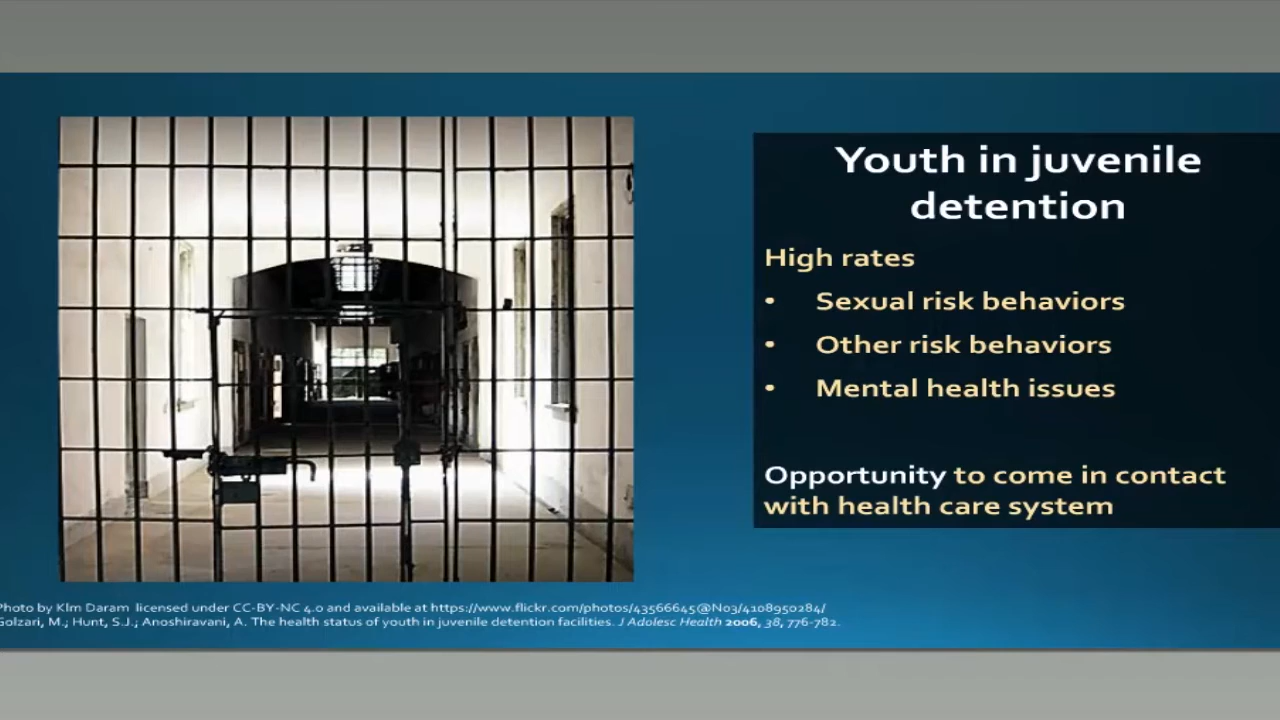 Youth in juvenile
detention
High rates
• Sexual risk behaviors
• Other risk behaviors
• Mental health issues
Opportunity to come in contact
with health care system
Photo by Klm Daram licensed under CC-BY-NC 4.0 and available at https://www.flickr.com/photos/43566645@N03/4108950284/
Golzari, M.; Hunt, S.J.; Anoshiravani, A. The health status of youth in juvenile detention facilities. J Adolesc Health 2006, 38, 776-782.